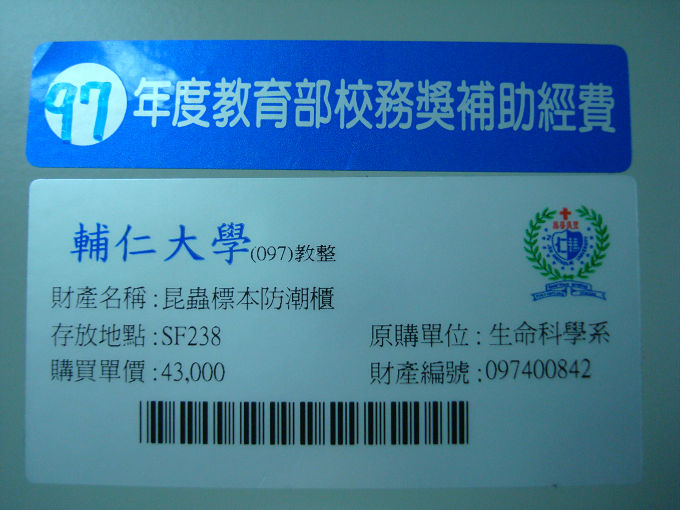 97年度教育部校務獎補助經費
輔仁大學(097)教整
財產名稱:昆蟲標本防潮櫃
存放地點:SF238
原購單位:生命科學系
購買單價:43,000
財產編號:097400842